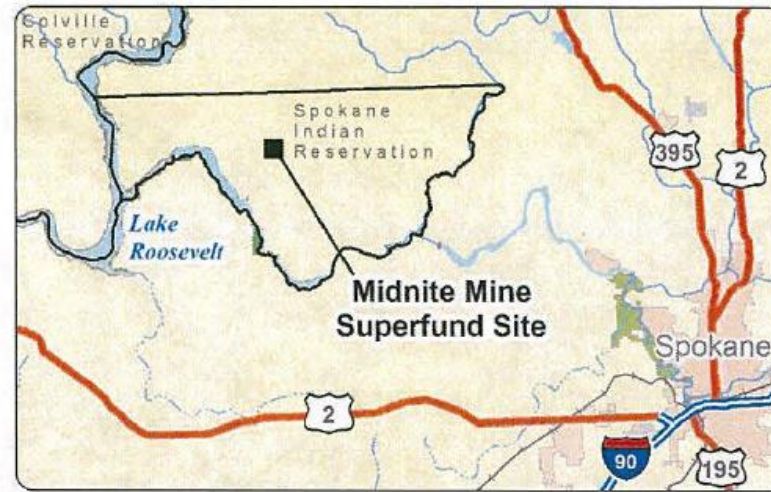 Colville
Reservation
Spokane
Indian
Reservation
395
2
Lake
Roosevelt
Midnite Mine
Superfund Site
Spokane
2
90
195